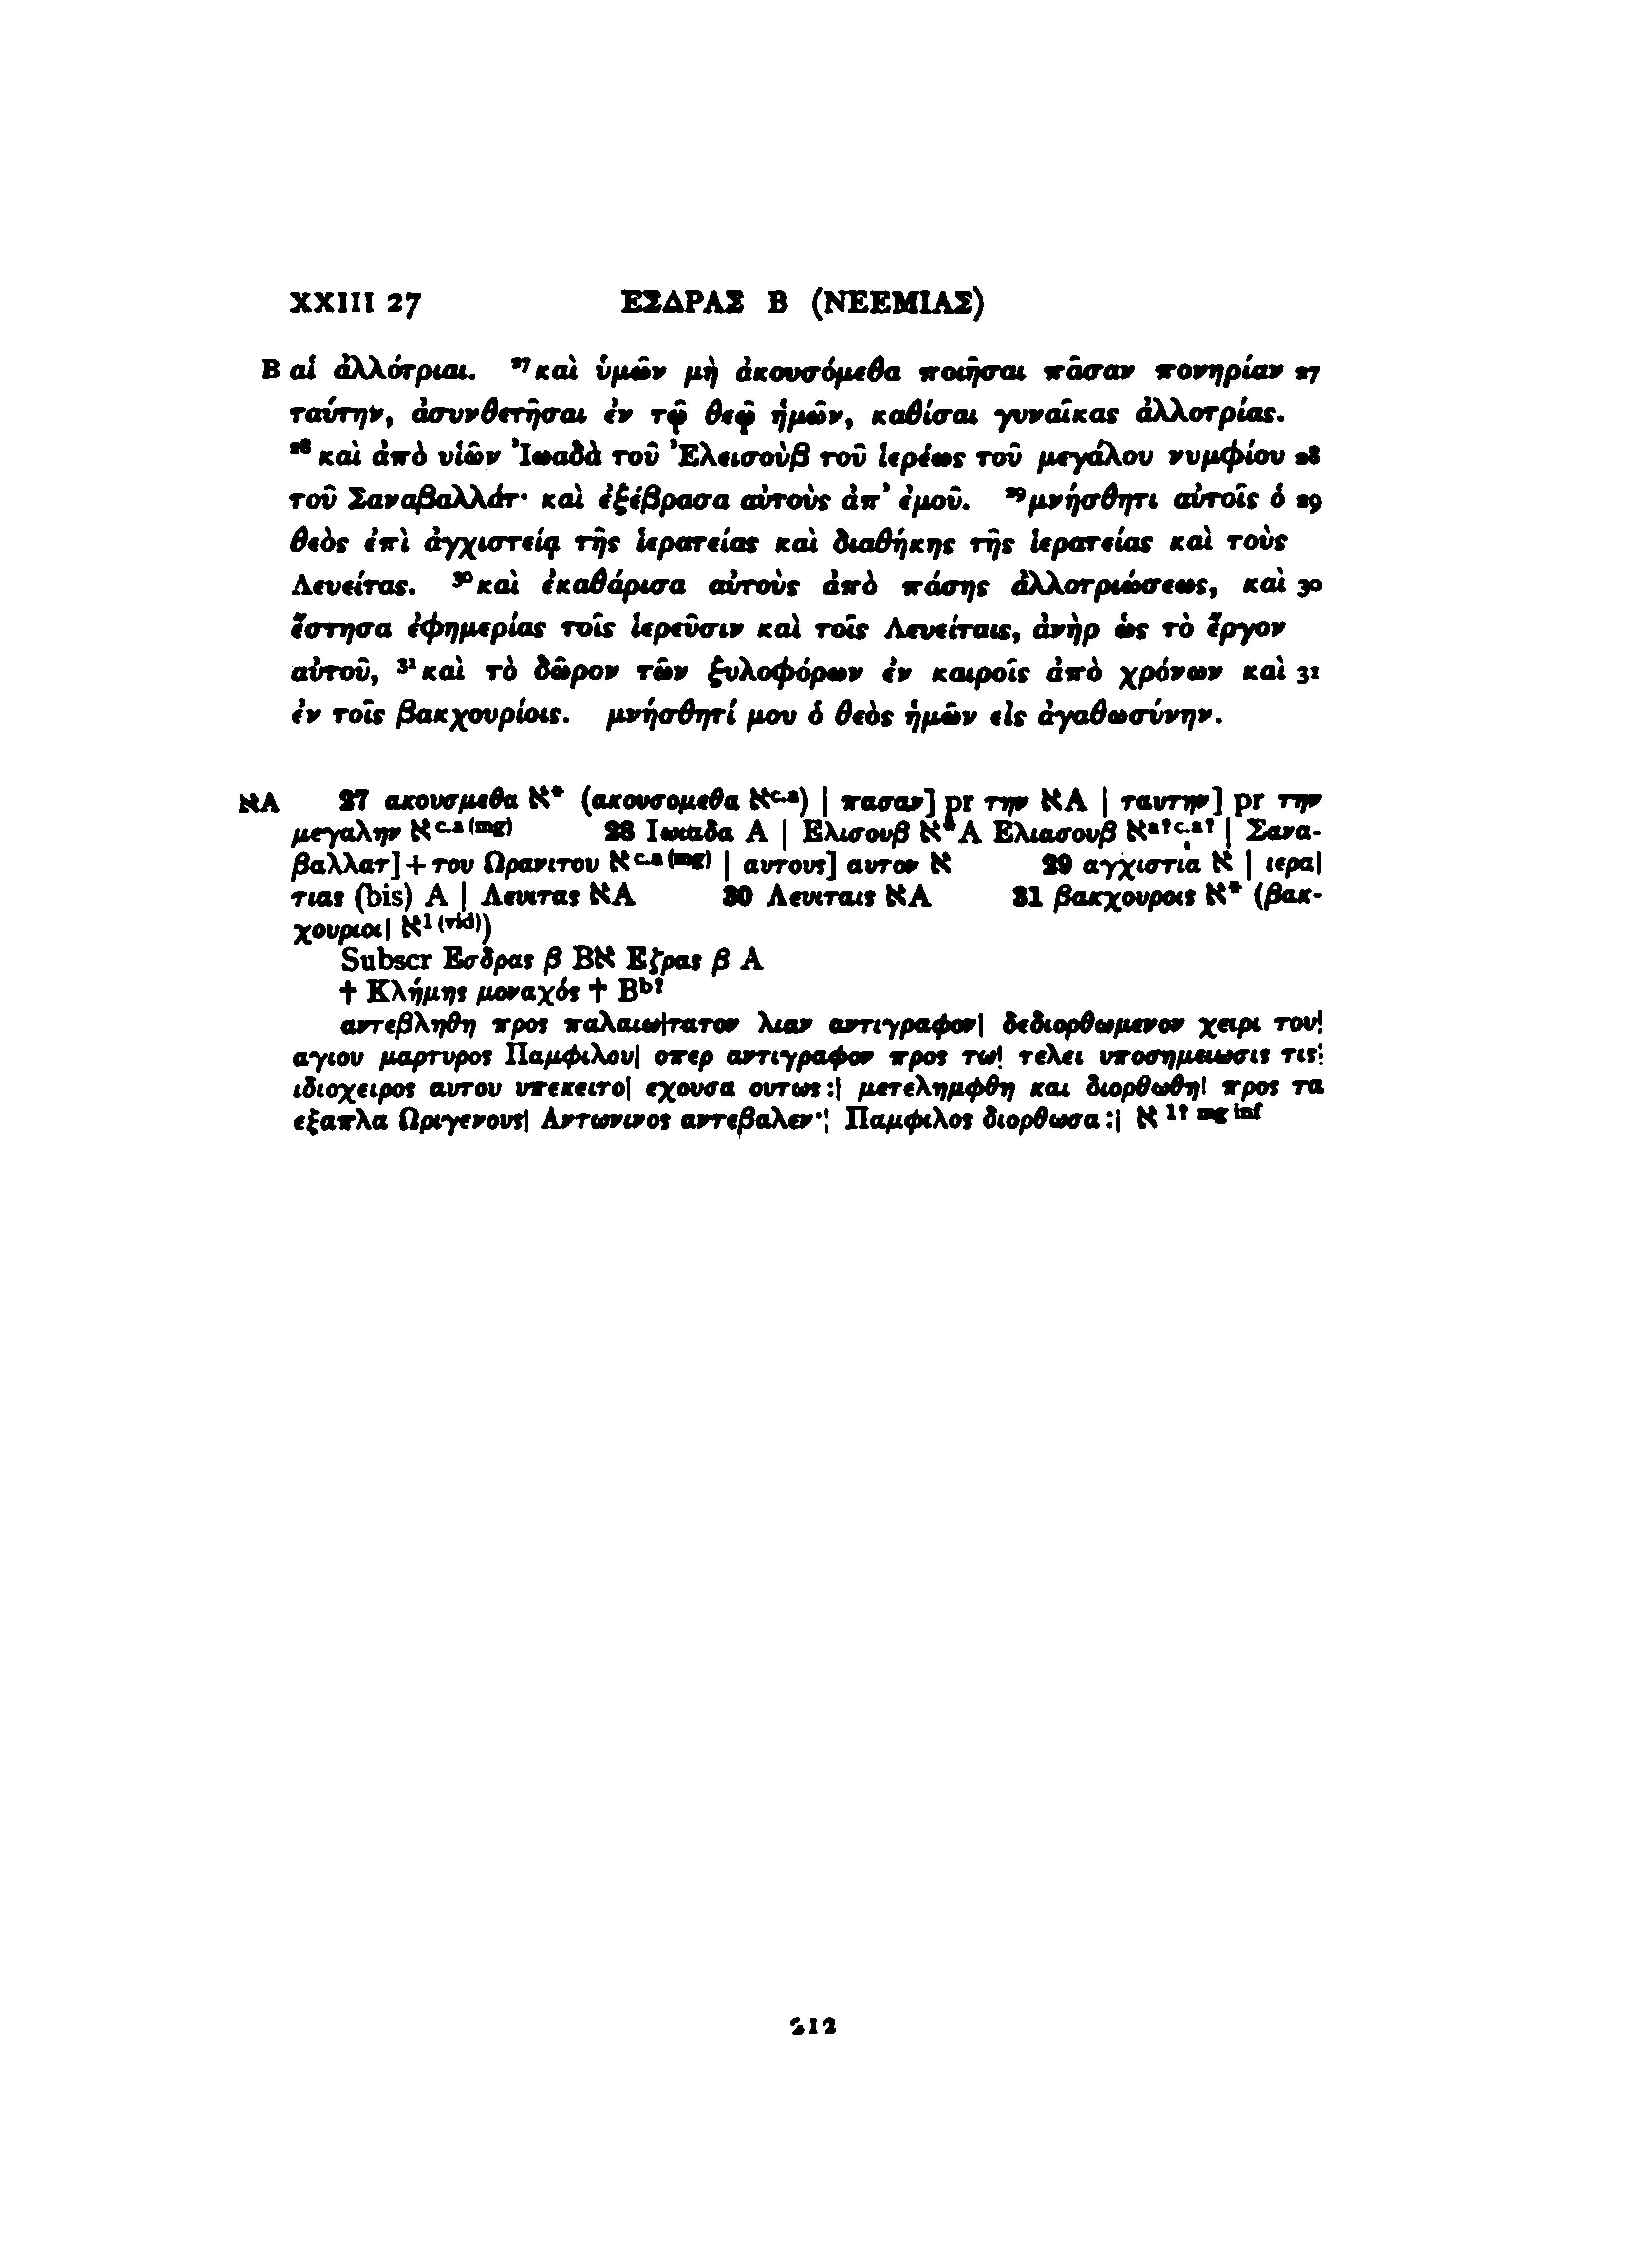 XXIII 27 ΕΣΔΡΑΣ Β (ΝΕΕΜΙΑΣ)
B αἱ ἀλλότριαι. ²⁷καὶ ὑμῶν μὴ ἀκουσόμεθα ποιῆσαι πᾶσαν πονηρίαν 27
ταύτην, ἀσυνθετῆσαι ἐν τῷ θεῷ ἡμῶν, καθίσαι γυναῖκας ἀλλοτρίας.
²⁸καὶ ἀπὸ υἱῶν Ἰωαδὰ τοῦ Ἐλεισοὺβ τοῦ ἱερέως τοῦ μεγάλου νυμφίου 28
τοῦ Σαναβαλλάτ· καὶ ἐξέβρασα αὐτοὺς ἀπ’ ἐμοῦ. ²⁹μνήσθητι αὐτοῖς ὁ 29
θεὸς ἐπὶ ἀγχιστείᾳ τῆς ἱερατείας καὶ διαθήκης τῆς ἱερατείας καὶ τοὺς
Λευείτας. ³⁰καὶ ἐκαθάρισα αὐτοὺς ἀπὸ πάσης ἀλλοτριώσεως, καὶ 30
ἔστησα ἐφημερίας τοῖς ἱερεῦσιν καὶ τοῖς Λευείταις, ἀνὴρ ὡς τὸ ἔργον
αὐτοῦ, ³¹καὶ τὸ δῶρον τῶν ξυλοφόρων ἐν καιροῖς ἀπὸ χρόνων καὶ 31
ἐν τοῖς βακχουρίοις. μνήσθητί μου ὁ θεὸς ἡμῶν εἰς ἀγαθωσύνην.
אA 27 ακουσμεθα א* (ακουσομεθα א^c.a) | πασαν] pr την אA | ταυτην] pr την
μεγαλην א^c.a (mg) 28 Ιωιαδα A | Ελισουβ א*A Ελιασουβ א^a?c.a? | Σανα-
βαλλατ]+του Ωρανιτου א^c.a (mg) | αυτους] αυτον א 29 αγχιστια א | ιερα|
τιας (bis) A | Λευιτας אA 30 Λευιταις אA 31 βακχουροις א* (βακ-
χουριοι| א^1 (vid))
Subscr Εσδρας β Bא Εζρας β A
† Κλήμης μοναχός † B^b?
αντεβληθη προς παλαιω|τατον λιαν αντιγραφον| δεδιορθωμενον χειρι του|
αγιου μαρτυρος Παμφιλου| οπερ αντιγραφον προς τω| τελει υποσημειωσις τις|
ιδιοχειρος αυτου υπεκειτο| εχουσα ουτως :| μετελημφθη και διορθωθη| προς τα
εξαπλα Ωριγενους| Αντωνινος αντεβαλεν·| Παμφιλος διορθωσα :| א^1? mg inf
212